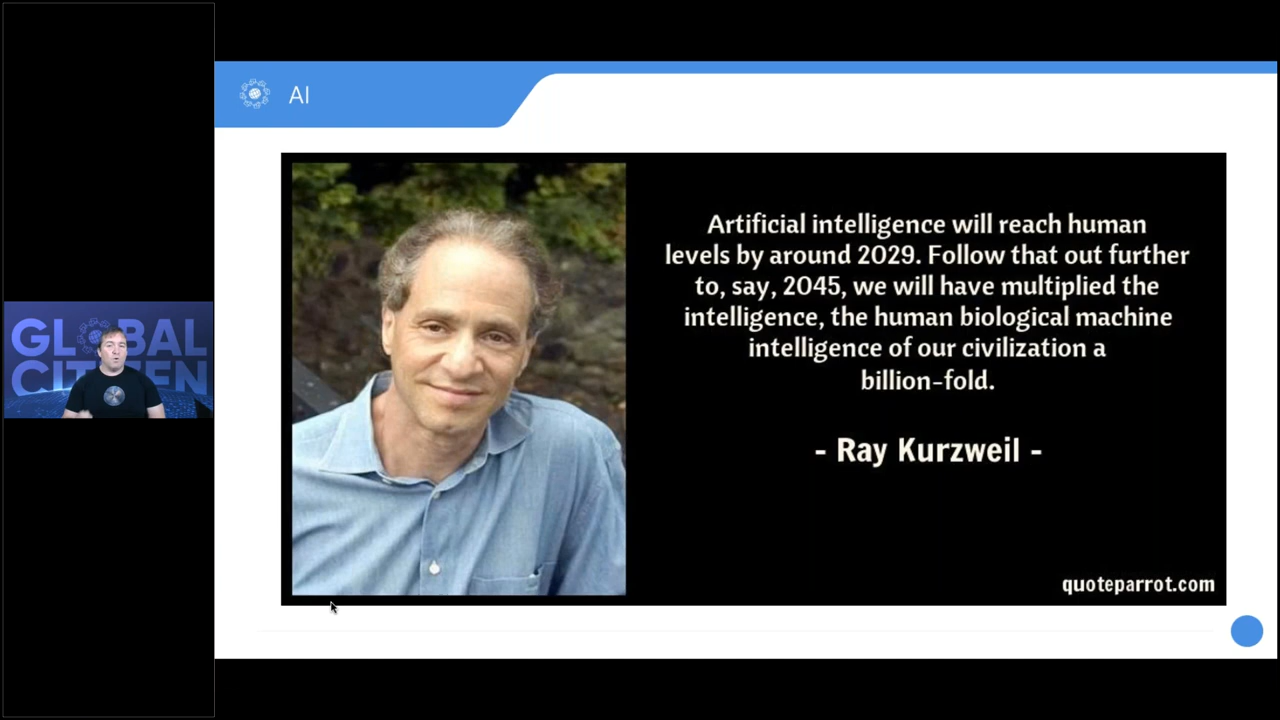 AI
GLOBAL
CITIZEN
Artificial intelligence will reach human
levels by around 2029. Follow that out further
to, say, 2045, we will have multiplied the
intelligence, the human biological machine
intelligence of our civilization a
billion-fold.
- Ray Kurzweil -
quoteparrot.com